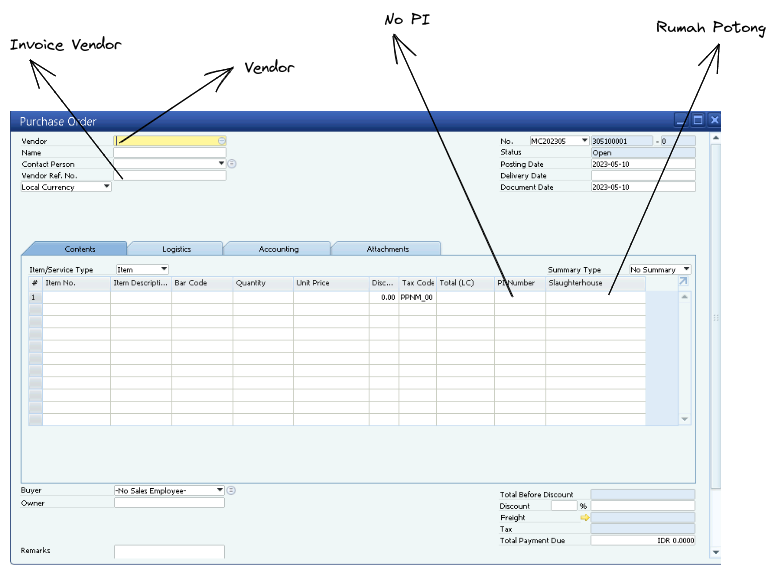 No PI
Rumah Potong
Invoice Vendor
Vendor
Purchase Order
Vendor
No. MC202305 305100001 - 0
Name
Status Open
Contact Person
Posting Date 2023-05-10
Vendor Ref. No.
Delivery Date
Local Currency
Document Date 2023-05-10
Contents Logistics Accounting Attachments
Item/Service Type Item
Summary Type No Summary
# Item No. Item Descripti... Bar Code Quantity Unit Price Disc... Tax Code Total (LC) PI Number Slaughterhouse
1 0.00 PPNM_00
Buyer -No Sales Employee-
Owner
Total Before Discount
Discount %
Freight
Tax
Total Payment Due IDR 0.0000
Remarks